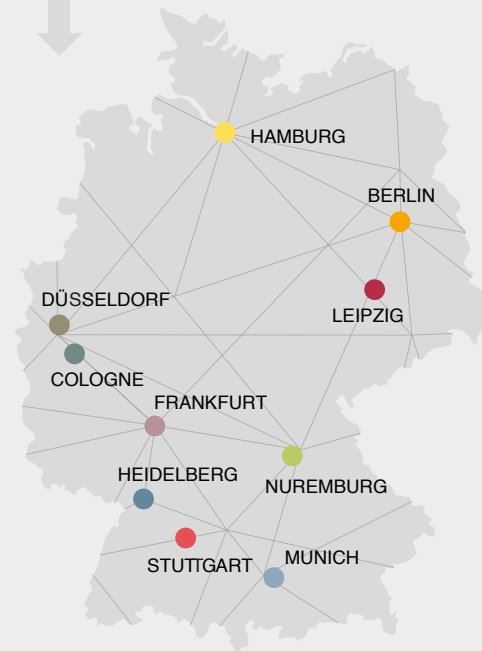 HAMBURG
BERLIN
DÜSSELDORF
LEIPZIG
COLOGNE
FRANKFURT
HEIDELBERG
NUREMBURG
MUNICH
STUTTGART